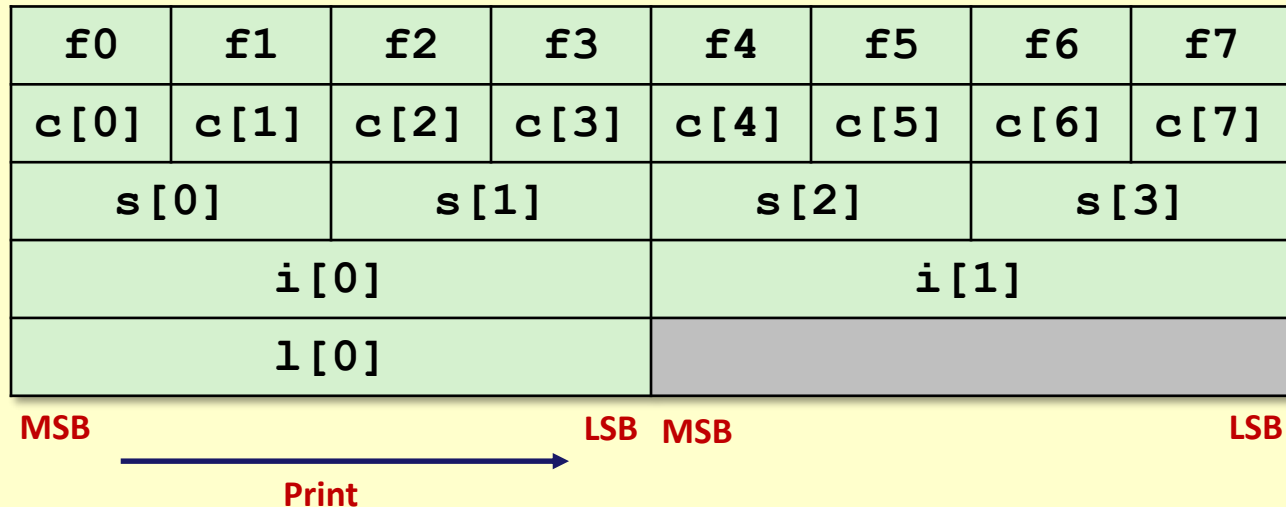 f0 f1 f2 f3 f4 f5 f6 f7
c[0] c[1] c[2] c[3] c[4] c[5] c[6] c[7]
s[0] s[1] s[2] s[3]
i[0] i[1]
l[0]
MSB LSB MSB LSB
Print